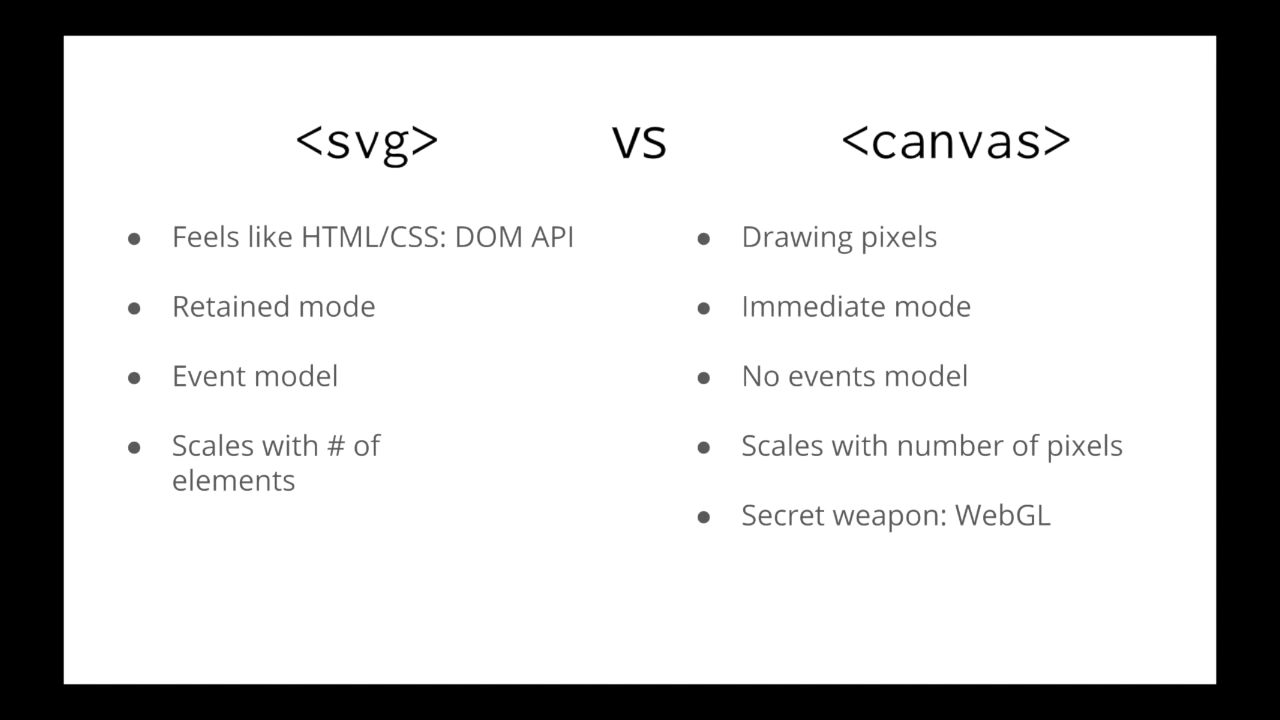 <svg> vs <canvas>
● Feels like HTML/CSS: DOM API
● Retained mode
● Event model
● Scales with # of
elements
● Drawing pixels
● Immediate mode
● No events model
● Scales with number of pixels
● Secret weapon: WebGL